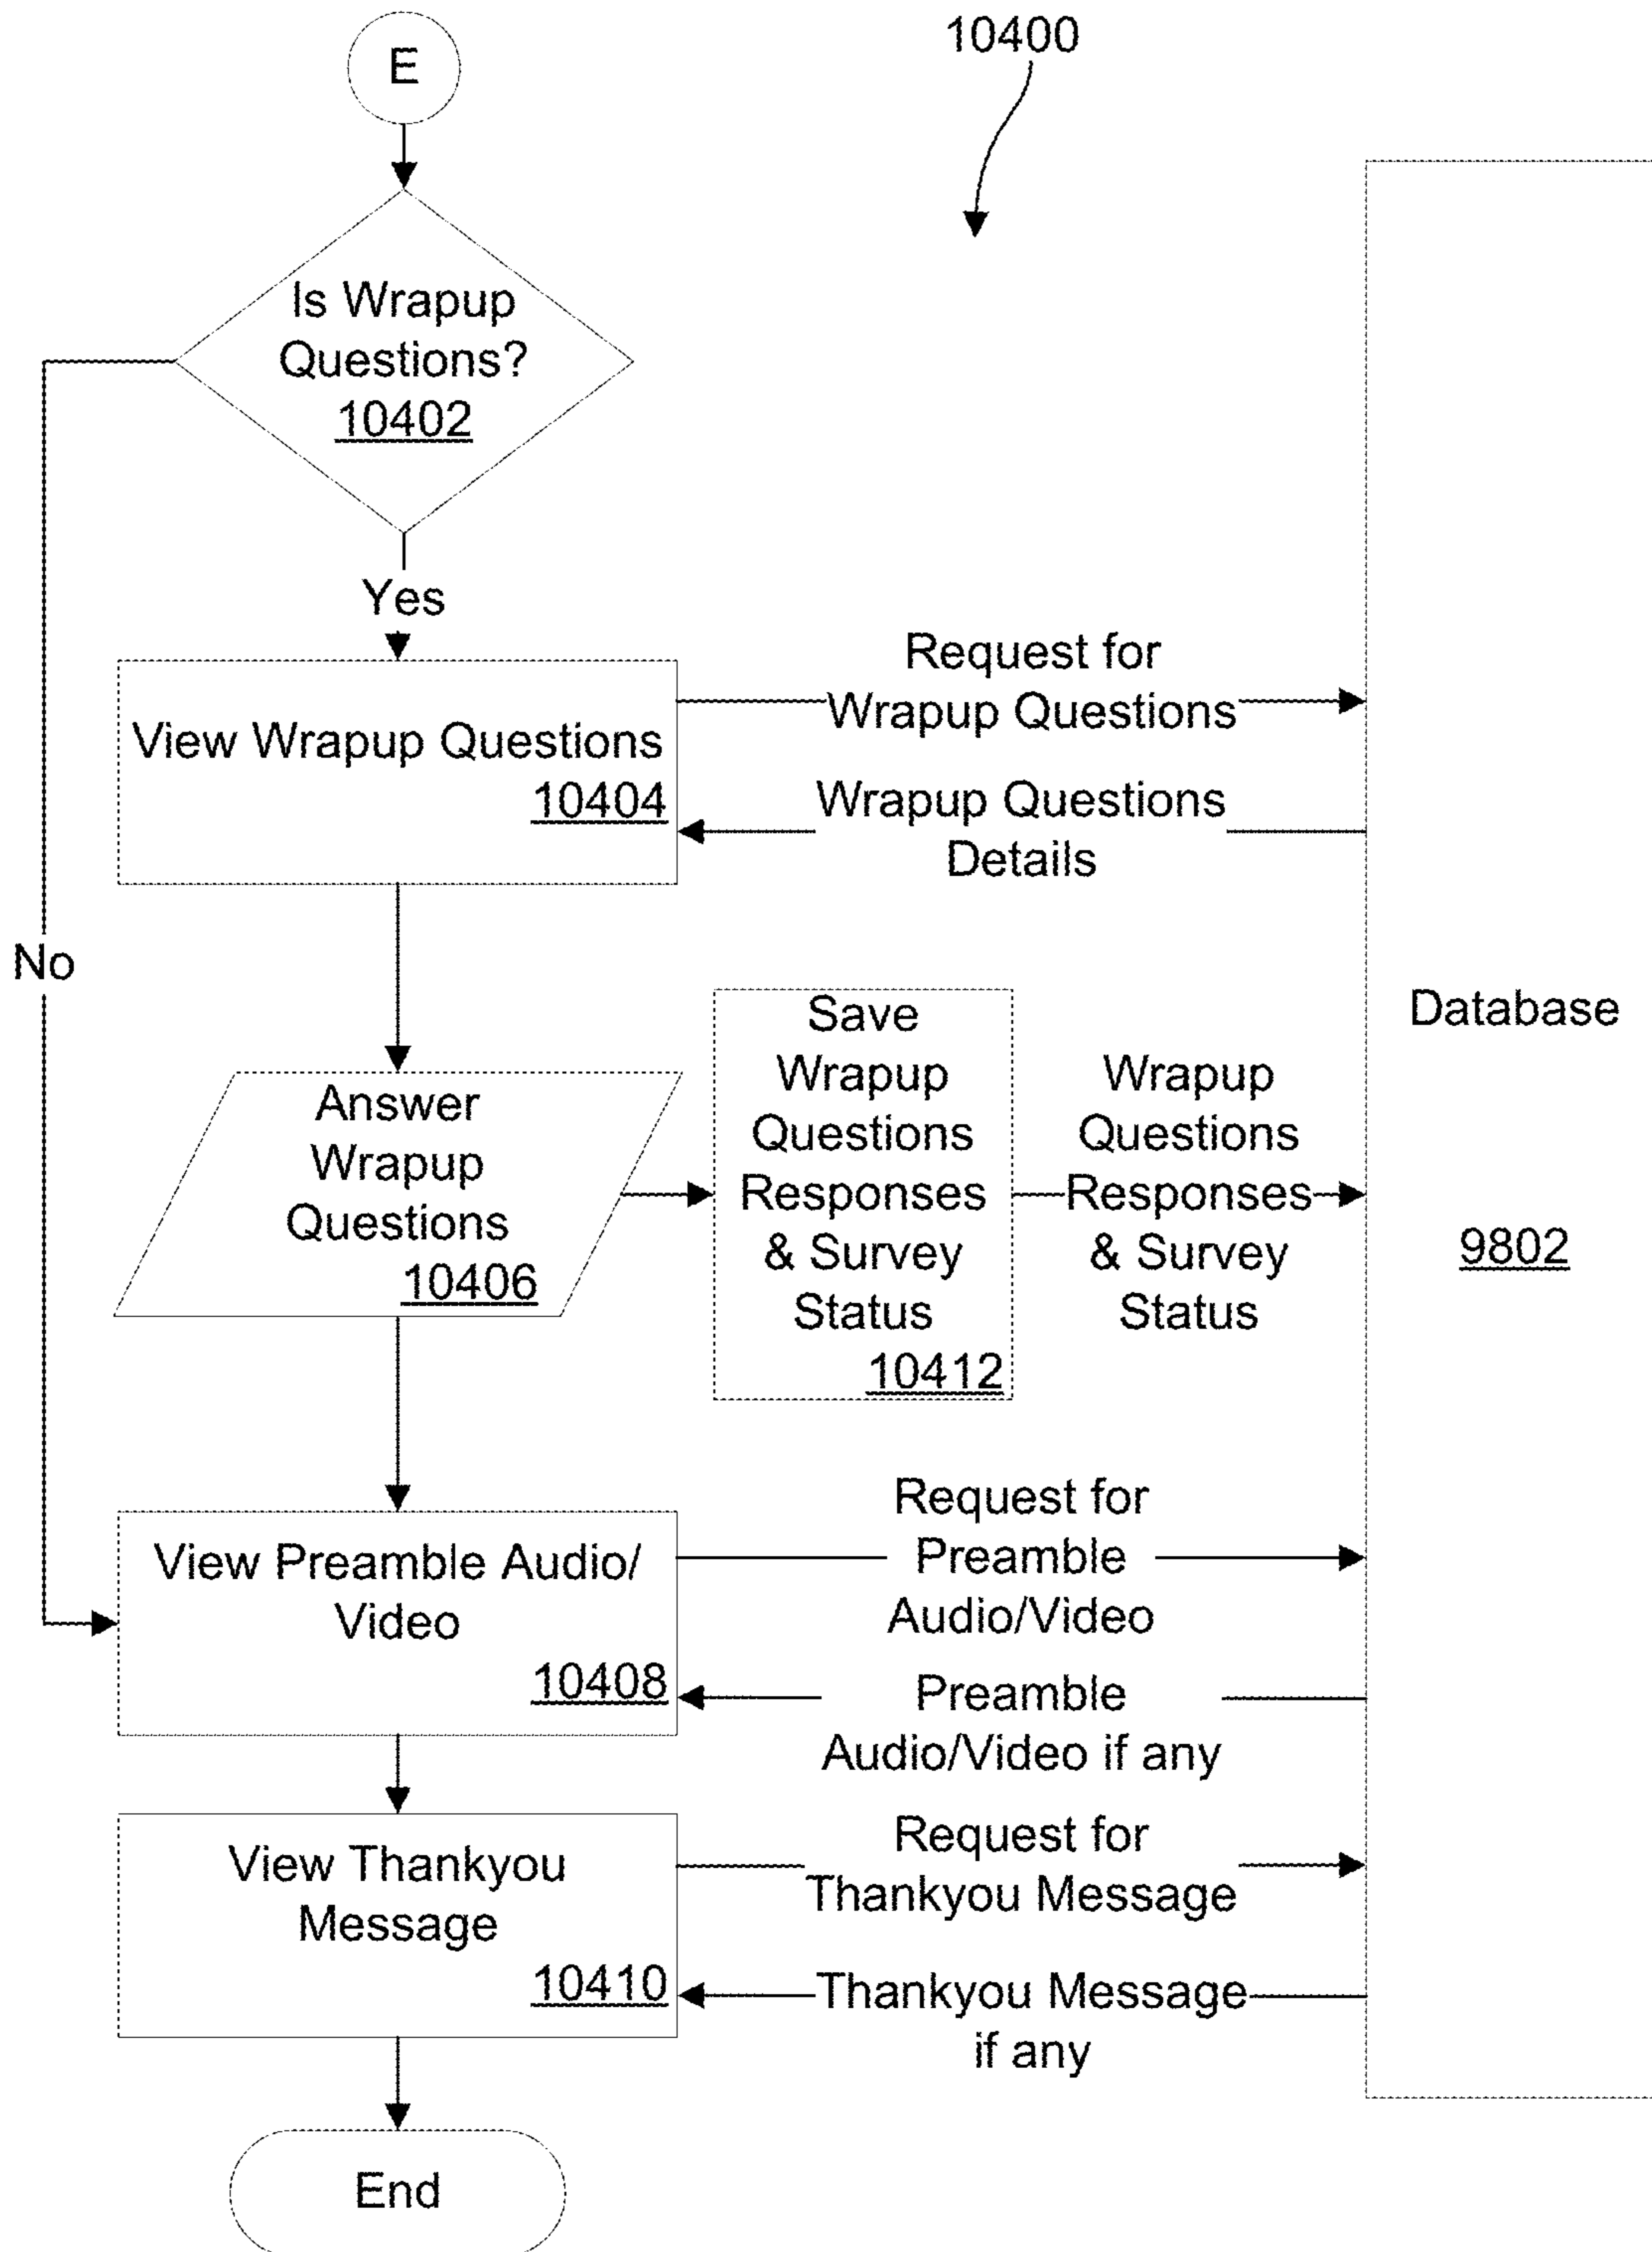 E
10400
Is Wrapup
Questions?
10402
Yes
No
View Wrapup Questions
10404
Request for
Wrapup Questions
Wrapup Questions
Details
Database
9802
Answer
Wrapup
Questions
10406
Save
Wrapup
Questions
Responses
& Survey
Status
10412
Wrapup
Questions
Responses
& Survey
Status
View Preamble Audio/
Video
10408
Request for
Preamble
Audio/Video
Preamble
Audio/Video if any
View Thankyou
Message
10410
Request for
Thankyou Message
Thankyou Message
if any
End